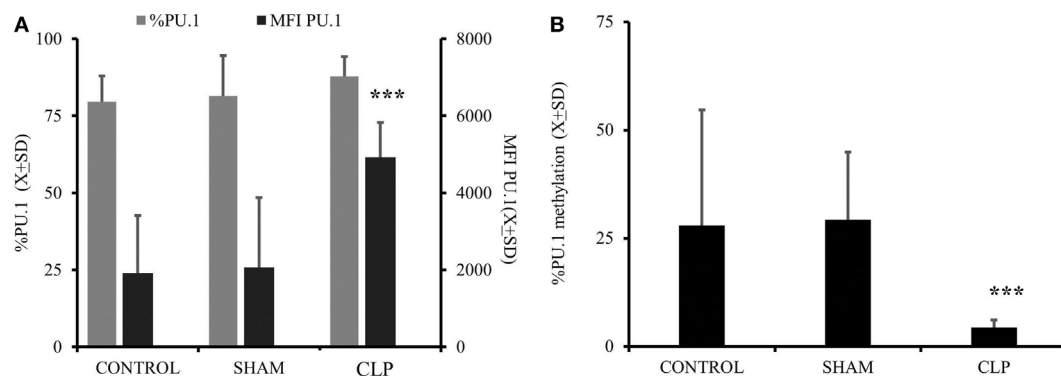 A
%PU.1
MFI PU.1
100
75
50
25
0
%PU.1 (X+SD)
8000
6000
4000
2000
0
MFI PU.1(X+SD)
***
CONTROL SHAM CLP
B
75
50
25
0
%PU.1 methylation (X+SD)
***
CONTROL SHAM CLP